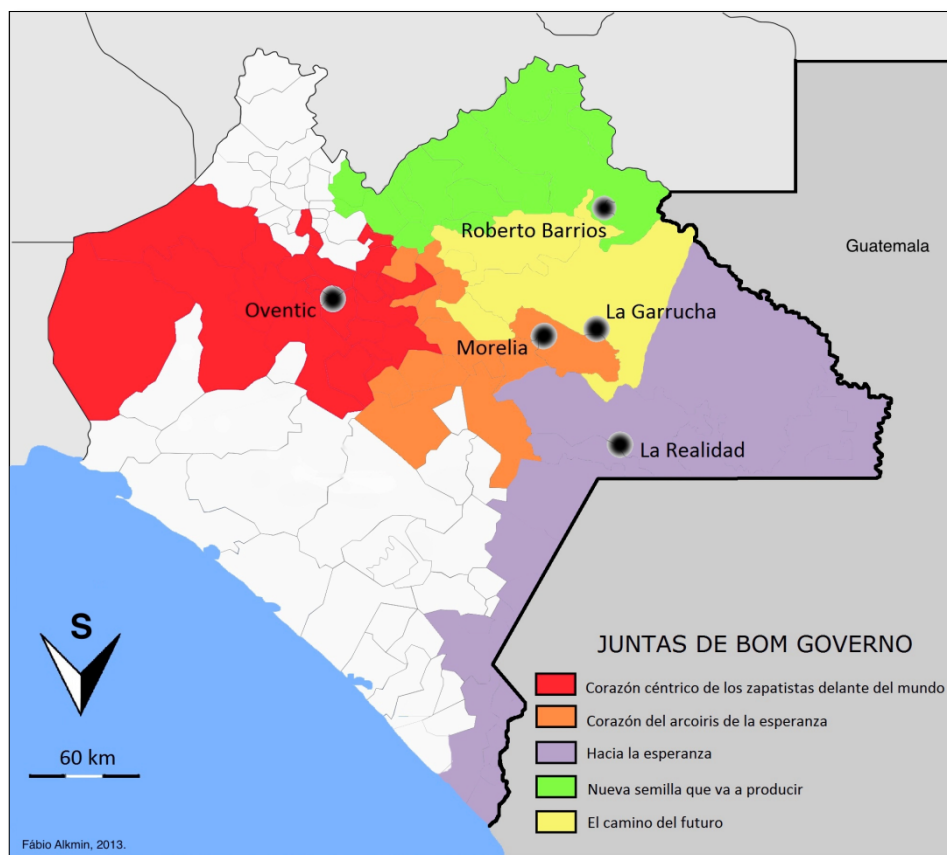 Guatemala
Roberto Barrios
Oventic
La Garrucha
Morelia
La Realidad
S
60 km
JUNTAS DE BOM GOVERNO
Corazón céntrico de los zapatistas delante del mundo
Corazón del arcoiris de la esperanza
Hacia la esperanza
Nueva semilla que va a producir
El camino del futuro
Fábio Alkmin, 2013.